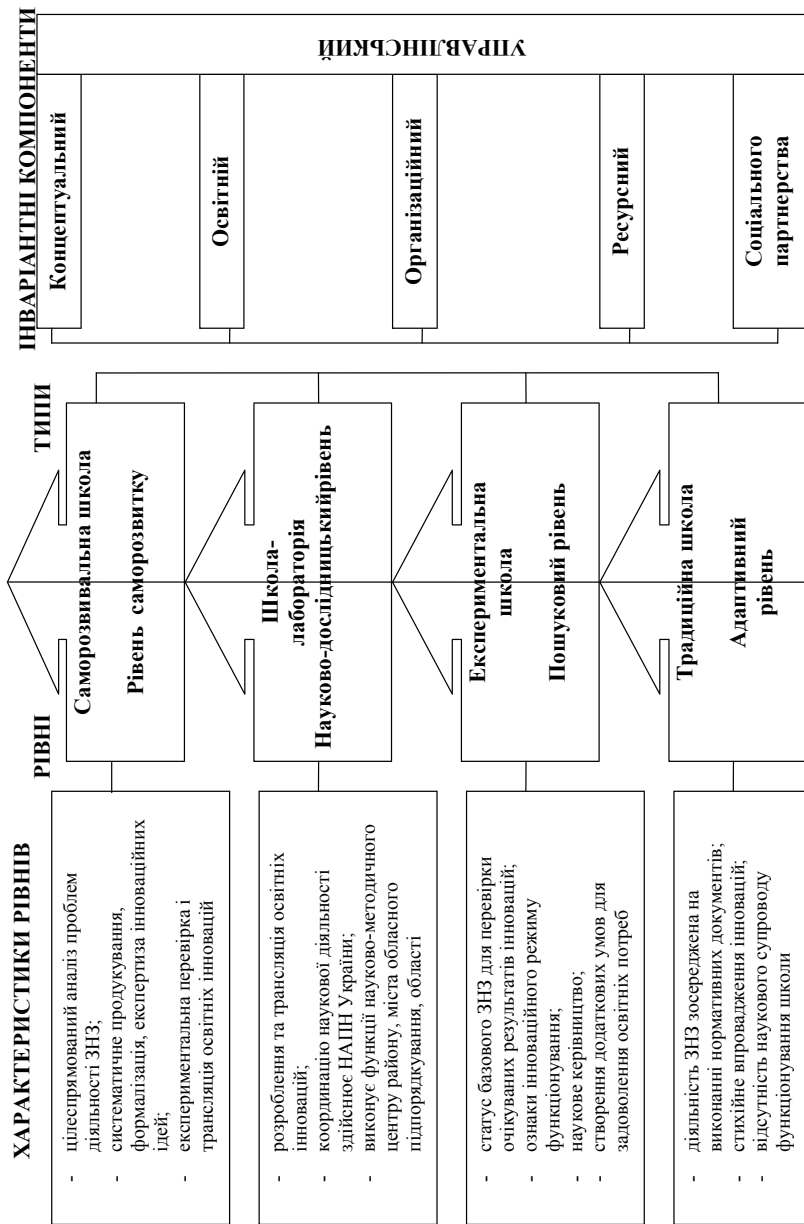 ХАРАКТЕРИСТИКИ РІВНІВ
РІВНІ
ТИПИ
ІНВАРІАНТНІ КОМПОНЕНТИ
- цілеспрямований аналіз проблем
діяльності ЗНЗ;
- систематичне продукування,
формалізація, експертиза інноваційних
ідей;
- експериментальна перевірка і
трансляція освітніх інновацій
Саморозвивальна школа
Рівень саморозвитку
- розроблення та трансляція освітніх
інновацій;
- координацію наукової діяльності
здійснює НАПН України;
- виконує функції науково-методичного
центру району, міста обласного
підпорядкування, області
Школа-
лабораторія
Науково-дослідницькийрівень
- статус базового ЗНЗ для перевірки
очікуваних результатів інновацій;
- ознаки інноваційного режиму
функціонування;
- наукове керівництво;
- створення додаткових умов для
задоволення освітніх потреб
Експериментальна
школа
Пошуковий рівень
- діяльність ЗНЗ зосереджена на
виконанні нормативних документів;
- стихійне впровадження інновацій;
- відсутність наукового супроводу
функціонування школи
Традиційна школа
Адаптивний
рівень
Концептуальний
Освітній
Організаційний
Ресурсний
Соціального
партнерства
УПРАВЛІНСЬКИЙ